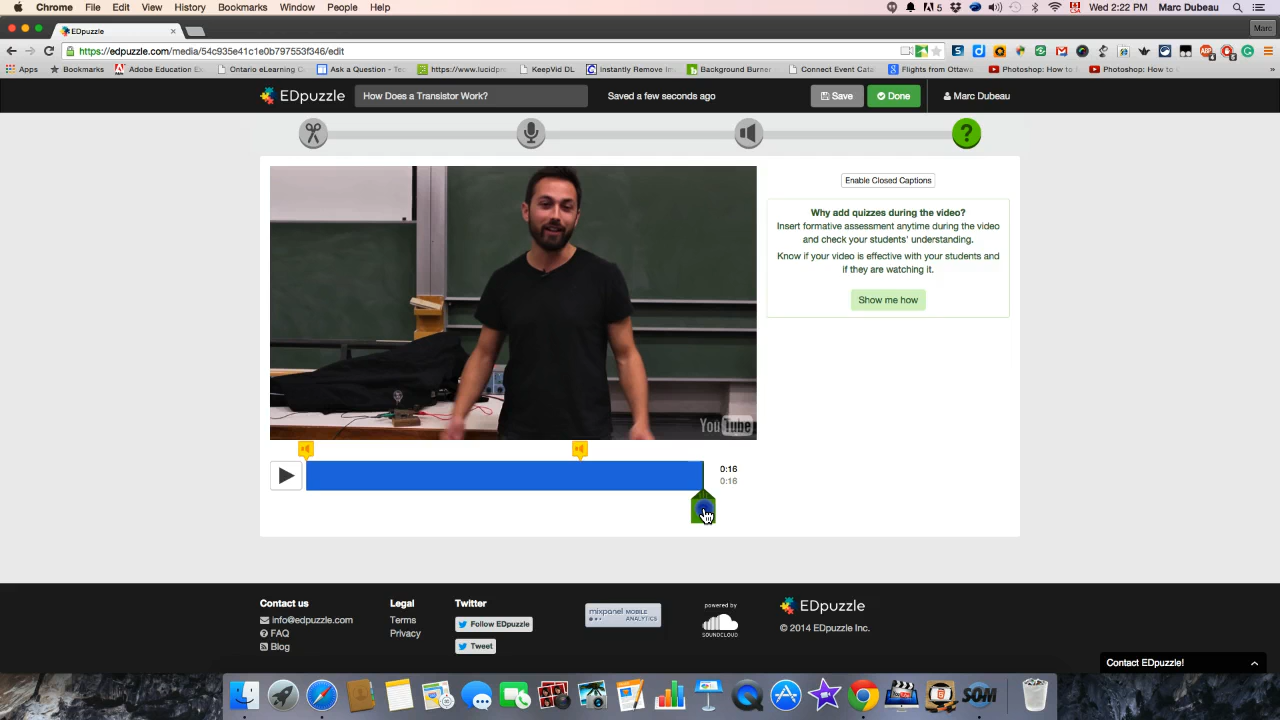 Chrome File Edit View History Bookmarks Window People Help 5 Wed 2:22 PM Marc Dubeau
EDpuzzle Marc
https://edpuzzle.com/media/54c935e41c1e0b797553f346/edit
Apps Bookmarks Adobe Education Ex Ontario eLearnin Ask a Question - Te https://www.lucidpr KeepVid DL Instantly Remove Im Background Burner Connect Event Cata Flights from Ottawa Photoshop: How to Photoshop: How to »
EDpuzzle How Does a Transistor Work? Saved a few seconds ago Save Done Marc Dubeau
?
Enable Closed Captions
Why add quizzes during the video?
Insert formative assessment anytime during the video
and check your students' understanding.
Know if your video is effective with your students and
if they are watching it.
Show me how
YouTube
0:16
0:16
Contact us Legal Twitter
info@edpuzzle.com Terms Follow EDpuzzle
FAQ Privacy
Blog Tweet
mixpanel MOBILE
ANALYTICS
powered by
SOUNDCLOUD
EDpuzzle
© 2014 EDpuzzle Inc.
Contact EDpuzzle!
SOM